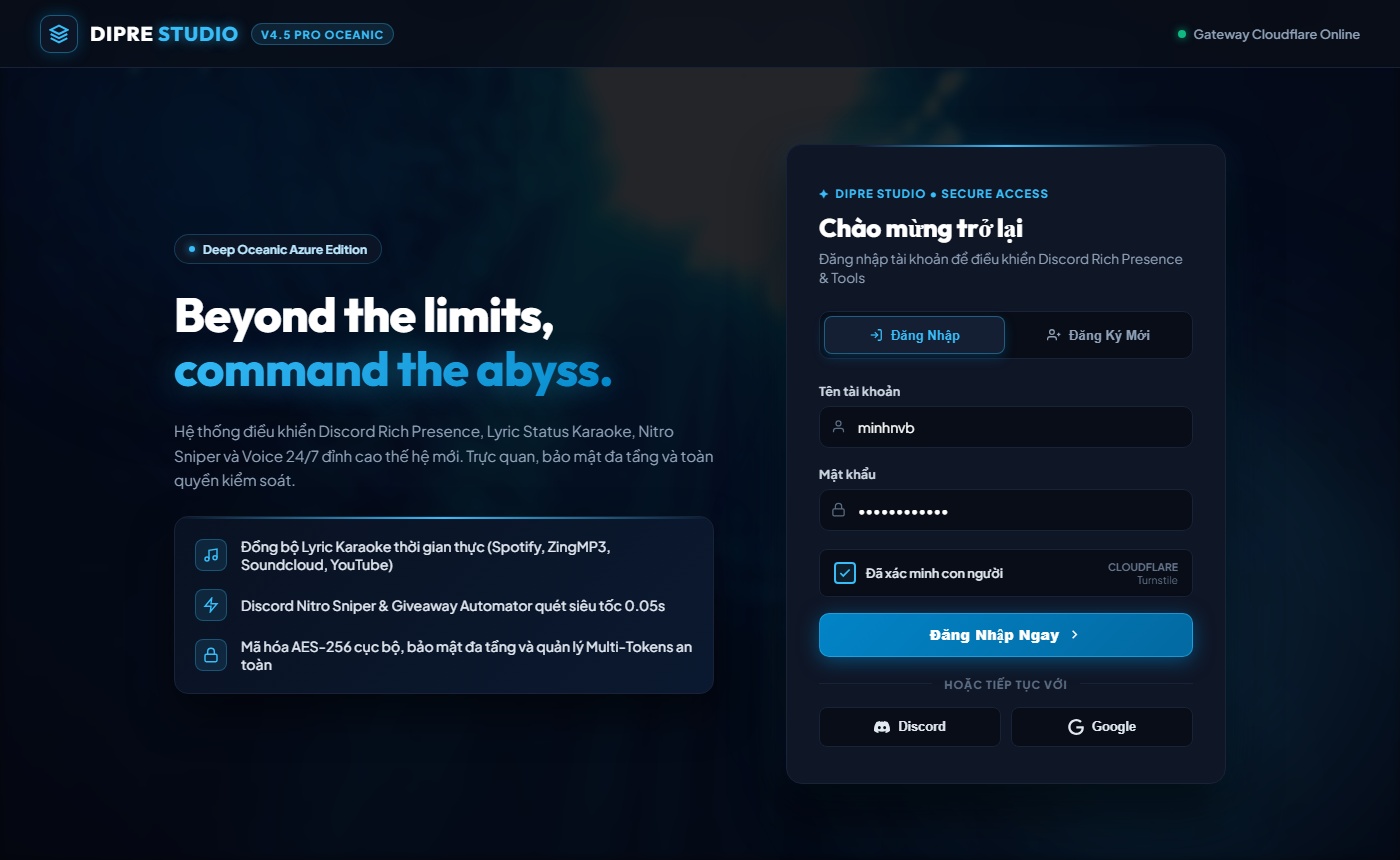 DIPRE STUDIO V4.5 PRO OCEANIC
Gateway Cloudflare Online
Deep Oceanic Azure Edition
Beyond the limits,
command the abyss.
Hệ thống điều khiển Discord Rich Presence, Lyric Status Karaoke, Nitro
Sniper và Voice 24/7 đỉnh cao thế hệ mới. Trực quan, bảo mật đa tầng và toàn
quyền kiểm soát.
Đồng bộ Lyric Karaoke thời gian thực (Spotify, ZingMP3,
Soundcloud, YouTube)
Discord Nitro Sniper & Giveaway Automator quét siêu tốc 0.05s
Mã hóa AES-256 cục bộ, bảo mật đa tầng và quản lý Multi-Tokens an
toàn
✦ DIPRE STUDIO ● SECURE ACCESS
Chào mừng trở lại
Đăng nhập tài khoản để điều khiển Discord Rich Presence
& Tools
Đăng Nhập
Đăng Ký Mới
Tên tài khoản
minhnvb
Mật khẩu
••••••••••••
Đã xác minh con người
CLOUDFLARE
Turnstile
Đăng Nhập Ngay
HOẶC TIẾP TỤC VỚI
Discord
Google